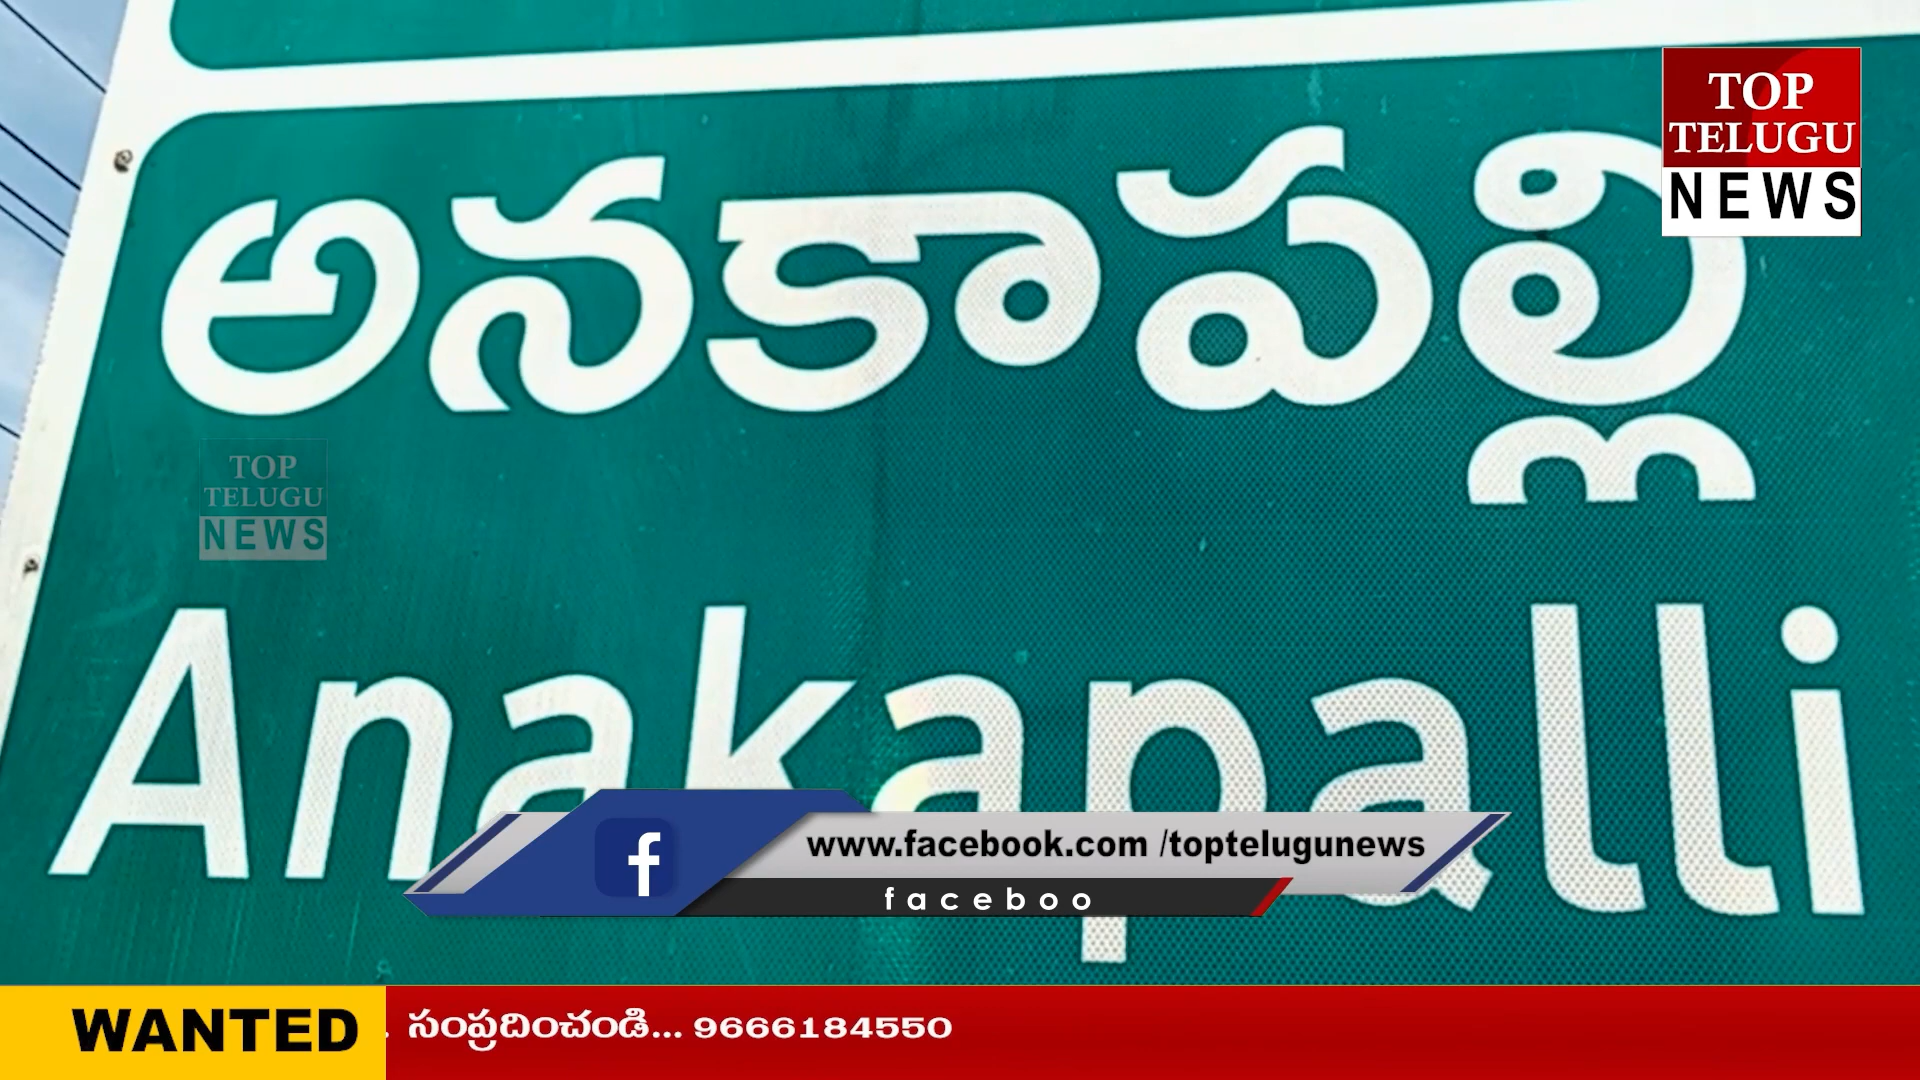 TOP
TELUGU
NEWS
అనకాపల్లి
TOP
TELUGU
NEWS
Anakapalli
www.facebook.com /toptelugunews
faceboo
WANTED
. సంప్రదించండి... 9666184550